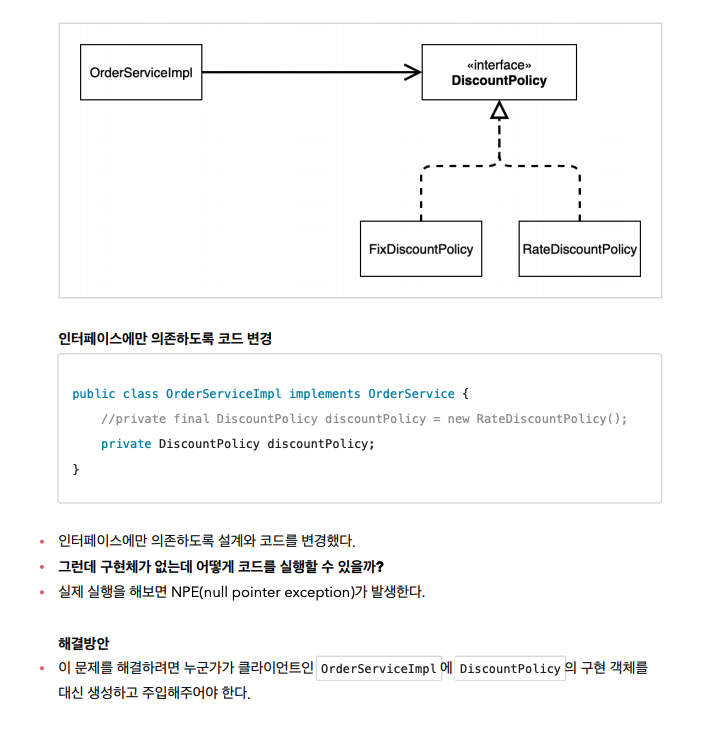 OrderServiceImpl
«interface»
DiscountPolicy
FixDiscountPolicy
RateDiscountPolicy
인터페이스에만 의존하도록 코드 변경
public class OrderServiceImpl implements OrderService {
//private final DiscountPolicy discountPolicy = new RateDiscountPolicy();
private DiscountPolicy discountPolicy;
}
• 인터페이스에만 의존하도록 설계와 코드를 변경했다.
• 그런데 구현체가 없는데 어떻게 코드를 실행할 수 있을까?
• 실제 실행을 해보면 NPE(null pointer exception)가 발생한다.
해결방안
• 이 문제를 해결하려면 누군가가 클라이언트인 OrderServiceImpl 에 DiscountPolicy 의 구현 객체를
대신 생성하고 주입해주어야 한다.